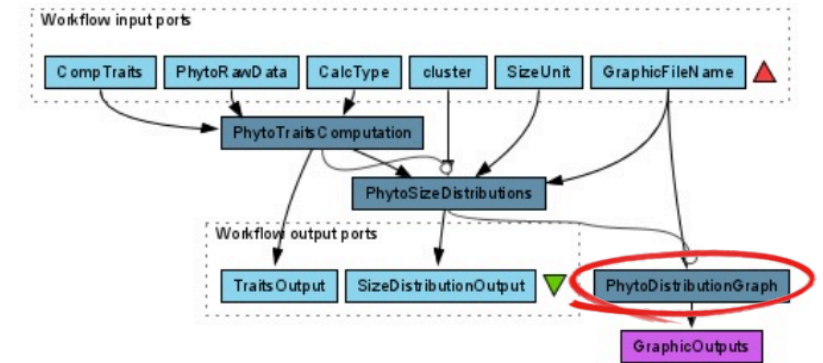 Workflow input ports
CompTraits PhytoRawData CalcType cluster SizeUnit GraphicFileName
PhytoTraitsComputation
PhytoSizeDistributions
Workflow output ports
TraitsOutput SizeDistributionOutput PhytoDistributionGraph
GraphicOutputs